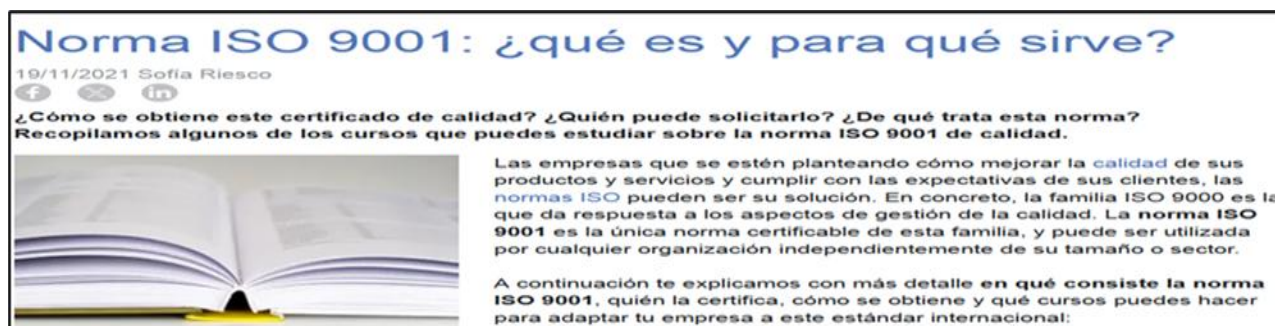 Norma ISO 9001: ¿qué es y para qué sirve?
19/11/2021 Sofía Riesco
¿Cómo se obtiene este certificado de calidad? ¿Quién puede solicitarlo? ¿De qué trata esta norma?
Recopilamos algunos de los cursos que puedes estudiar sobre la norma ISO 9001 de calidad.
Las empresas que se estén planteando cómo mejorar la calidad de sus
productos y servicios y cumplir con las expectativas de sus clientes, las
normas ISO pueden ser su solución. En concreto, la familia ISO 9000 es la
que da respuesta a los aspectos de gestión de la calidad. La norma ISO
9001 es la única norma certificable de esta familia, y puede ser utilizada
por cualquier organización independientemente de su tamaño o sector.
A continuación te explicamos con más detalle en qué consiste la norma
ISO 9001, quién la certifica, cómo se obtiene y qué cursos puedes hacer
para adaptar tu empresa a este estándar internacional: